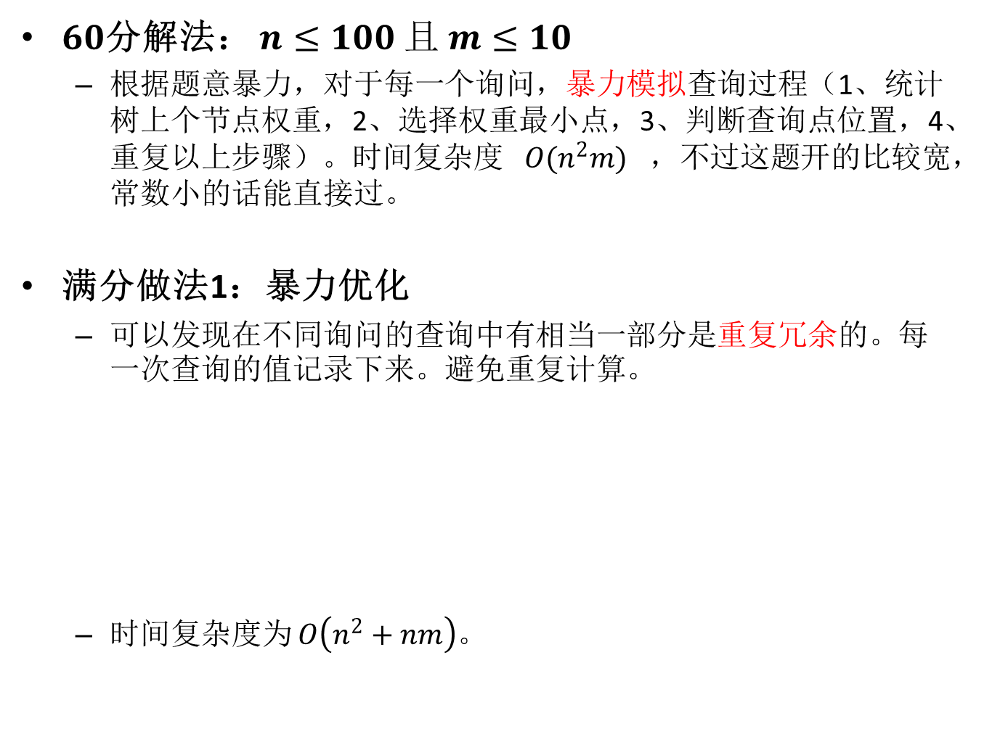 • 60分解法： n ≤ 100 且 m ≤ 10
– 根据题意暴力，对于每一个询问，暴力模拟查询过程（1、统计
树上个节点权重，2、选择权重最小点，3、判断查询点位置，4、
重复以上步骤）。时间复杂度 O(n²m) ，不过这题开的比较宽，
常数小的话能直接过。
• 满分做法1：暴力优化
– 可以发现在不同询问的查询中有相当一部分是重复冗余的。每
一次查询的值记录下来。避免重复计算。
– 时间复杂度为 O(n² + nm)。